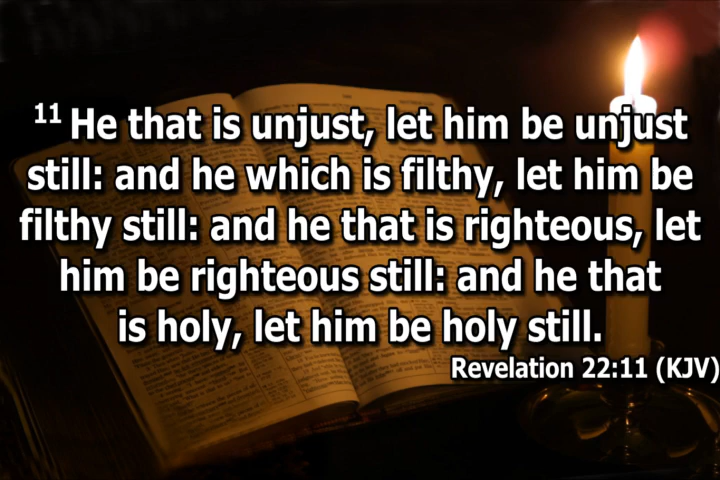 11 He that is unjust, let him be unjust
still: and he which is filthy, let him be
filthy still: and he that is righteous, let
him be righteous still: and he that
is holy, let him be holy still.
Revelation 22:11 (KJV)